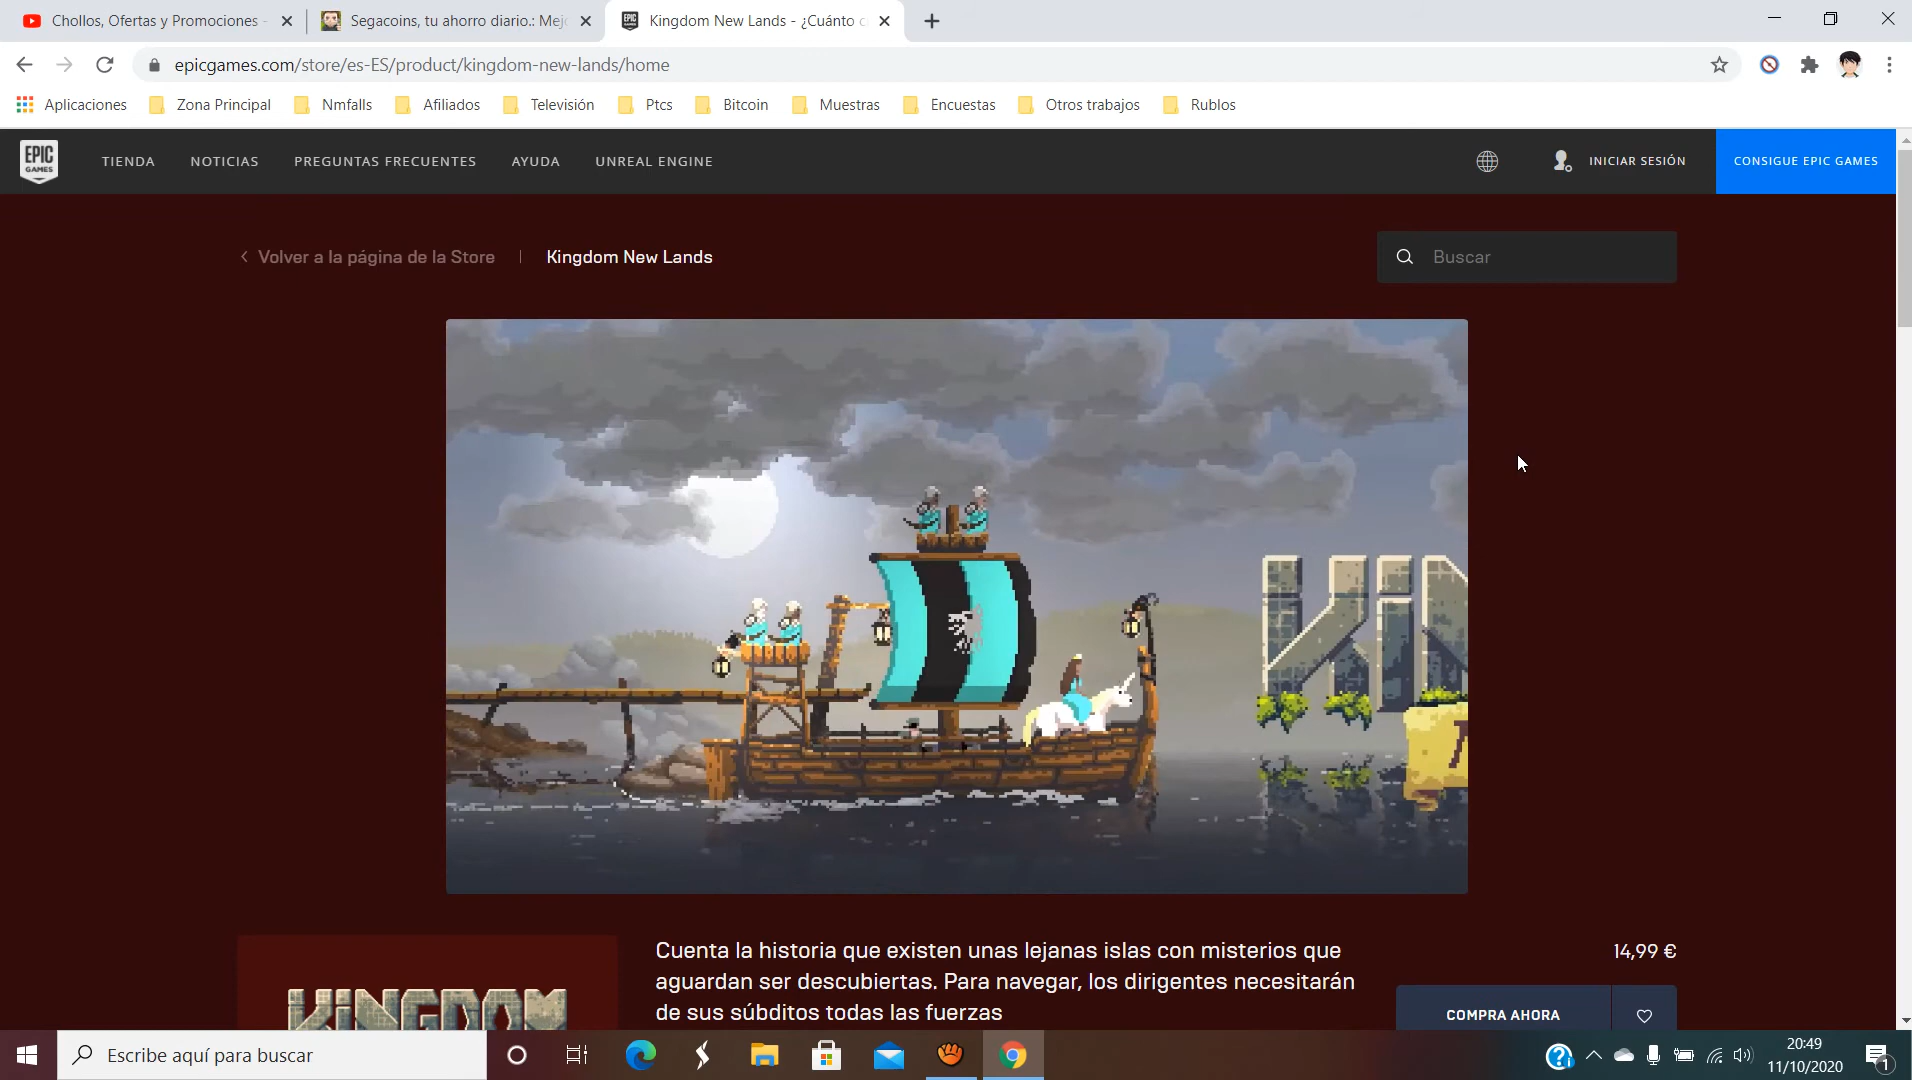 Chollos, Ofertas y Promociones -
Segacoins, tu ahorro diario.: Mej
Kingdom New Lands - ¿Cuánto c
epicgames.com/store/es-ES/product/kingdom-new-lands/home
Aplicaciones
Zona Principal
Nmfalls
Afiliados
Televisión
Ptcs
Bitcoin
Muestras
Encuestas
Otros trabajos
Rublos
EPIC
GAMES
TIENDA
NOTICIAS
PREGUNTAS FRECUENTES
AYUDA
UNREAL ENGINE
INICIAR SESIÓN
CONSIGUE EPIC GAMES
Volver a la página de la Store
Kingdom New Lands
Buscar
KIN
Cuenta la historia que existen unas lejanas islas con misterios que
aguardan ser descubiertas. Para navegar, los dirigentes necesitarán
de sus súbditos todas las fuerzas
14,99 €
COMPRA AHORA
KINGDOM
Escribe aquí para buscar
20:49
11/10/2020
1